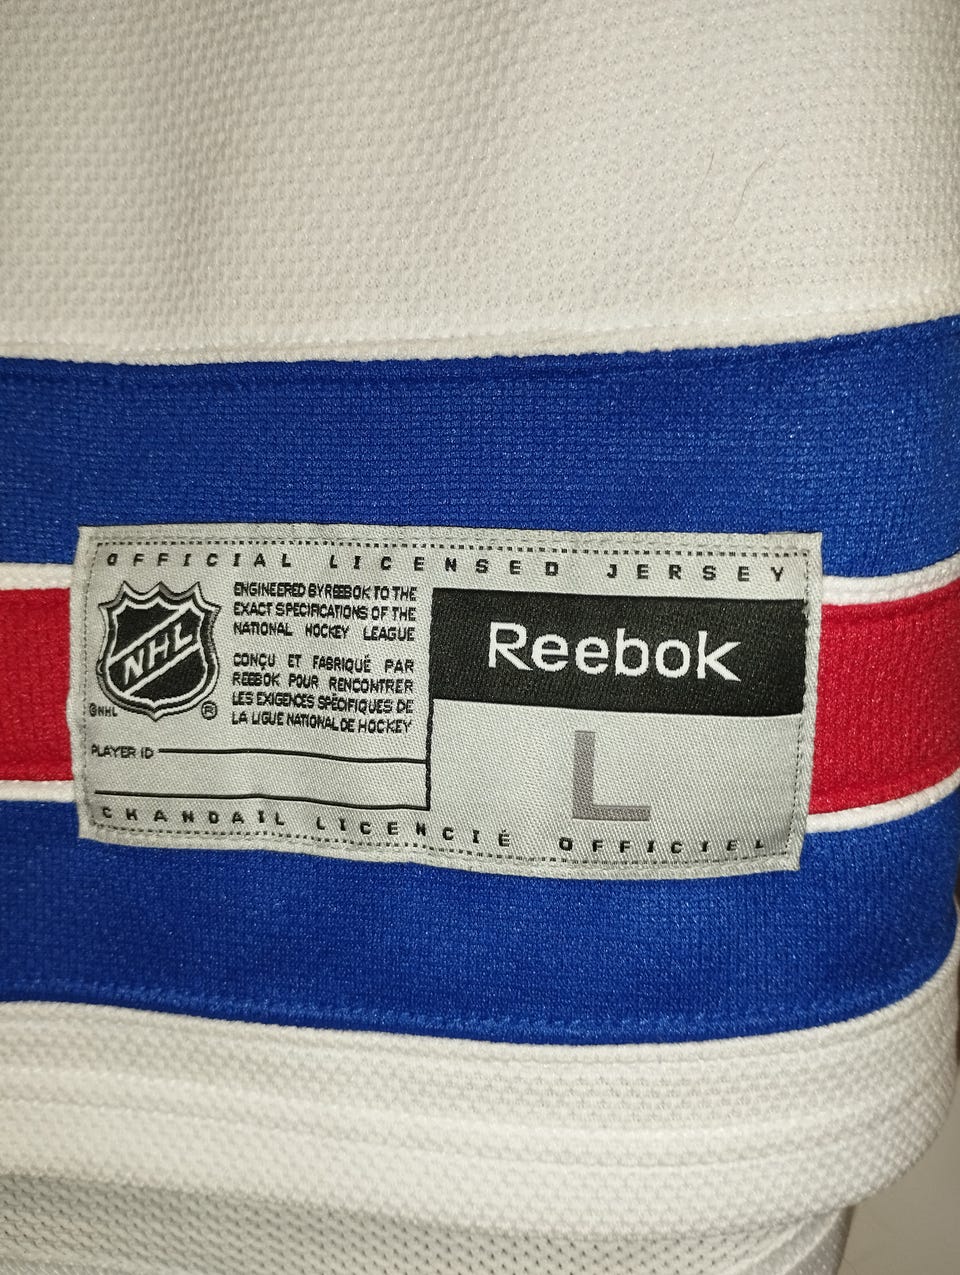 OFFICIAL LICENSED JERSEY
NHL
©NHL
®
ENGINEERED BY REEBOK TO THE
EXACT SPECIFICATIONS OF THE
NATIONAL HOCKEY LEAGUE
CONÇU ET FABRIQUÉ PAR
REEBOK POUR RENCONTRER
LES EXIGENCES SPÉCIFIQUES DE
LA LIGUE NATIONAL DE HOCKEY
PLAYER ID
Reebok
L
CHANDAIL LICENCIÉ OFFICIEL